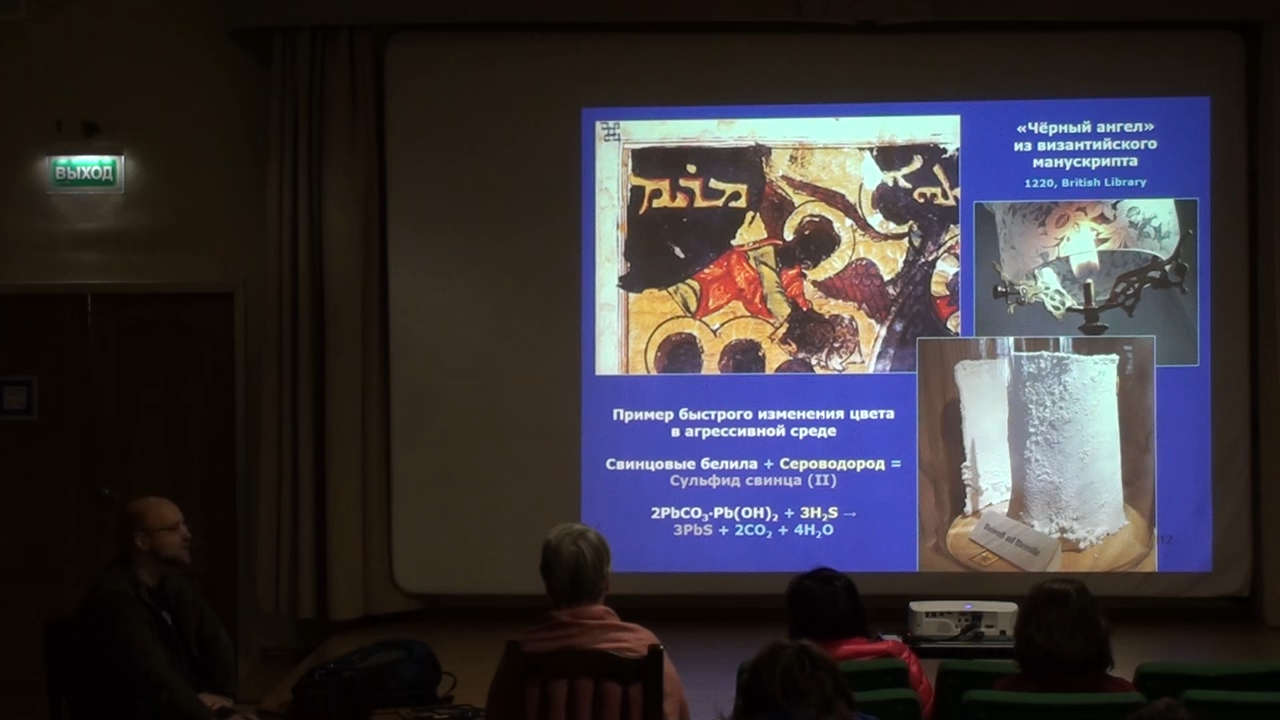 ВЫХОД
«Чёрный ангел»
из византийского
манускрипта
1220, British Library
Пример быстрого изменения цвета
в агрессивной среде
Свинцовые белила + Сероводород =
Сульфид свинца (II)
2PbCO₃·Pb(OH)₂ + 3H₂S →
3PbS + 2CO₂ + 4H₂O